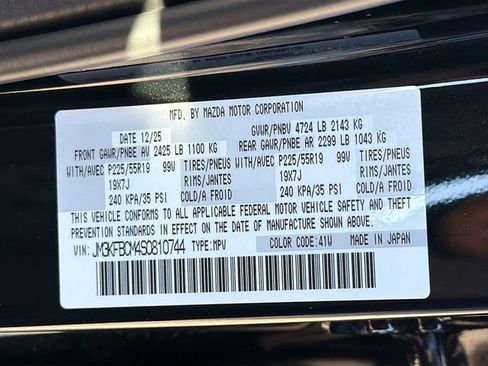 MFD. BY MAZDA MOTOR CORPORATION
DATE 12/25 GVWR/PNBV 4724 LB 2143 KG
FRONT GAWR/PNBE AV 2425 LB 1100 KG REAR GAWR/PNBE AR 2299 LB 1043 KG
WITH/AVEC P225/55R19 99V TIRES/PNEUS WITH/AVEC P225/55R19 99V TIRES/PNEUS
19X7J RIMS/JANTES 19X7J RIMS/JANTES
240 KPA/35 PSI COLD/A FROID 240 KPA/35 PSI COLD/A FROID
THIS VEHICLE CONFORMS TO ALL APPLICABLE FEDERAL MOTOR VEHICLE SAFETY AND THEFT
PREVENTION STANDARDS IN EFFECT ON THE DATE OF MANUFACTURE SHOWN ABOVE.
VIN: JM3KFBCM4S0810744 TYPE:MPV COLOR CODE:41W MADE IN JAPAN